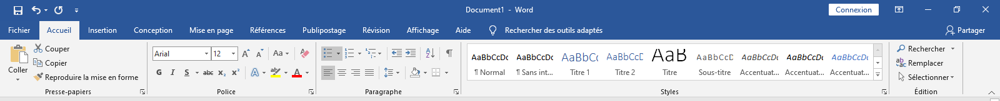 Document1 - Word
Connexion
Fichier Accueil Insertion Conception Mise en page Références Publipostage Révision Affichage Aide Rechercher des outils adaptés Partager
Coller
Couper
Copier
Reproduire la mise en forme
Presse-papiers
Arial 12 A A Aa A
G I S abc x₂ x² A ab A
Police
A Z ¶
Paragraphe
AaBbCcDc AaBbCcDc AaBbCc AaBbCcE AaB AaBbCcD AaBbCcDc AaBbCcDc AaBbCcDc
¶ Normal ¶ Sans int... Titre 1 Titre 2 Titre Sous-titre Accentuat... Accentuat... Accentuat...
Styles
Rechercher
Remplacer
Sélectionner
Édition